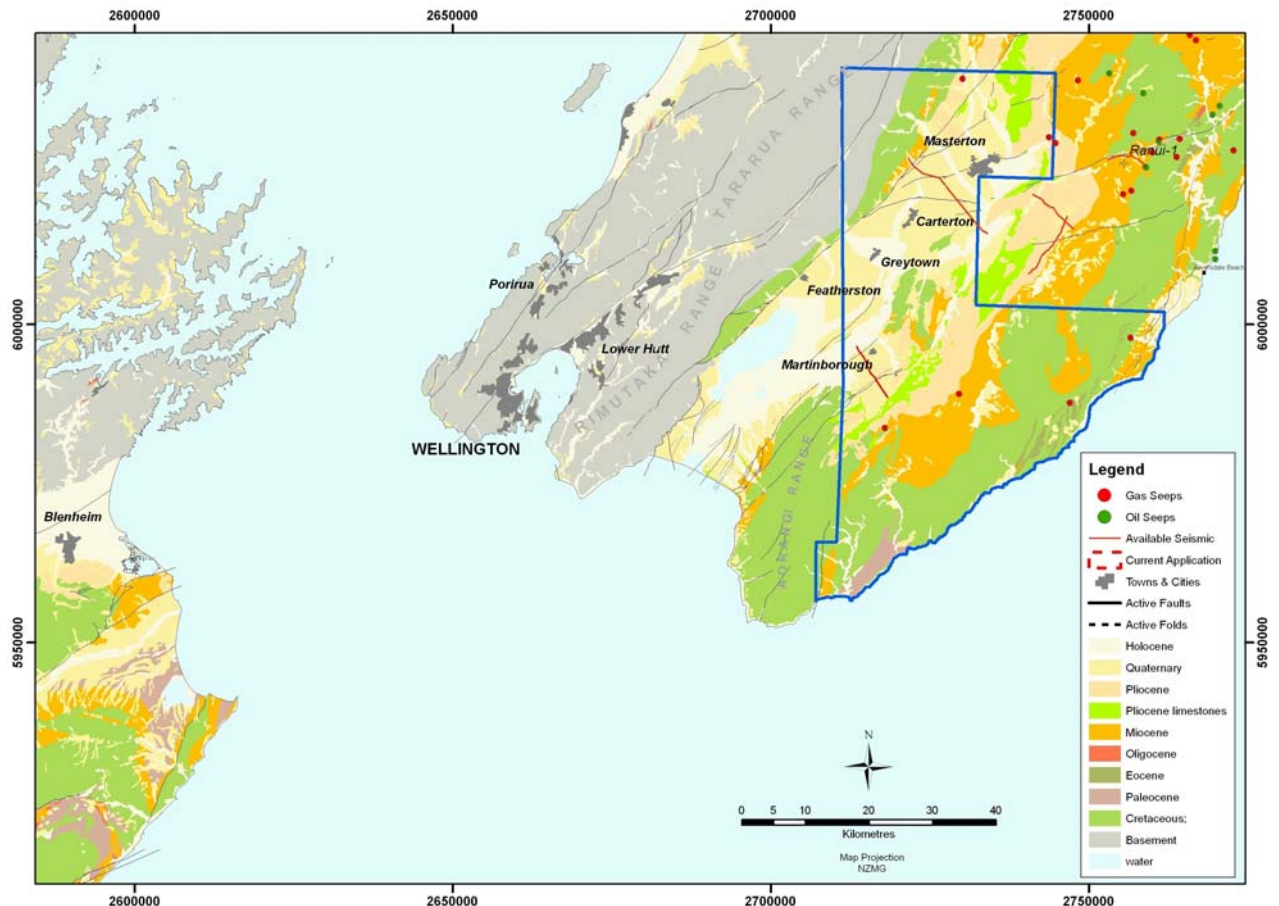 2600000
2650000
2700000
2750000
TARARUA RANGE
Masterton
Ranui-1
Carterton
Greytown
Porirua
Featherston
6000000
6000000
Lower Hutt
RIMUTAKA RANGE
Martinborough
WELLINGTON
AORANGI RANGE
Blenheim
5950000
5950000
Legend
Gas Seeps
Oil Seeps
Available Seismic
Current Application
Towns & Cities
Active Faults
Active Folds
Holocene
Quaternary
Pliocene
Pliocene limestones
Miocene
Oligocene
Eocene
Paleocene
Cretaceous;
Basement
water
N
0 5 10 20 30 40
Kilometres
Map Projection
NZMG
2600000
2650000
2700000
2750000